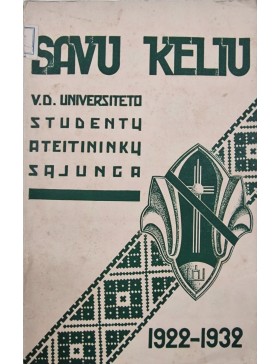 SAVU KELIU
V.D. UNIVERSITETO
STUDENTŲ
ATEITININKŲ
SĄJUNGA
1922-1932